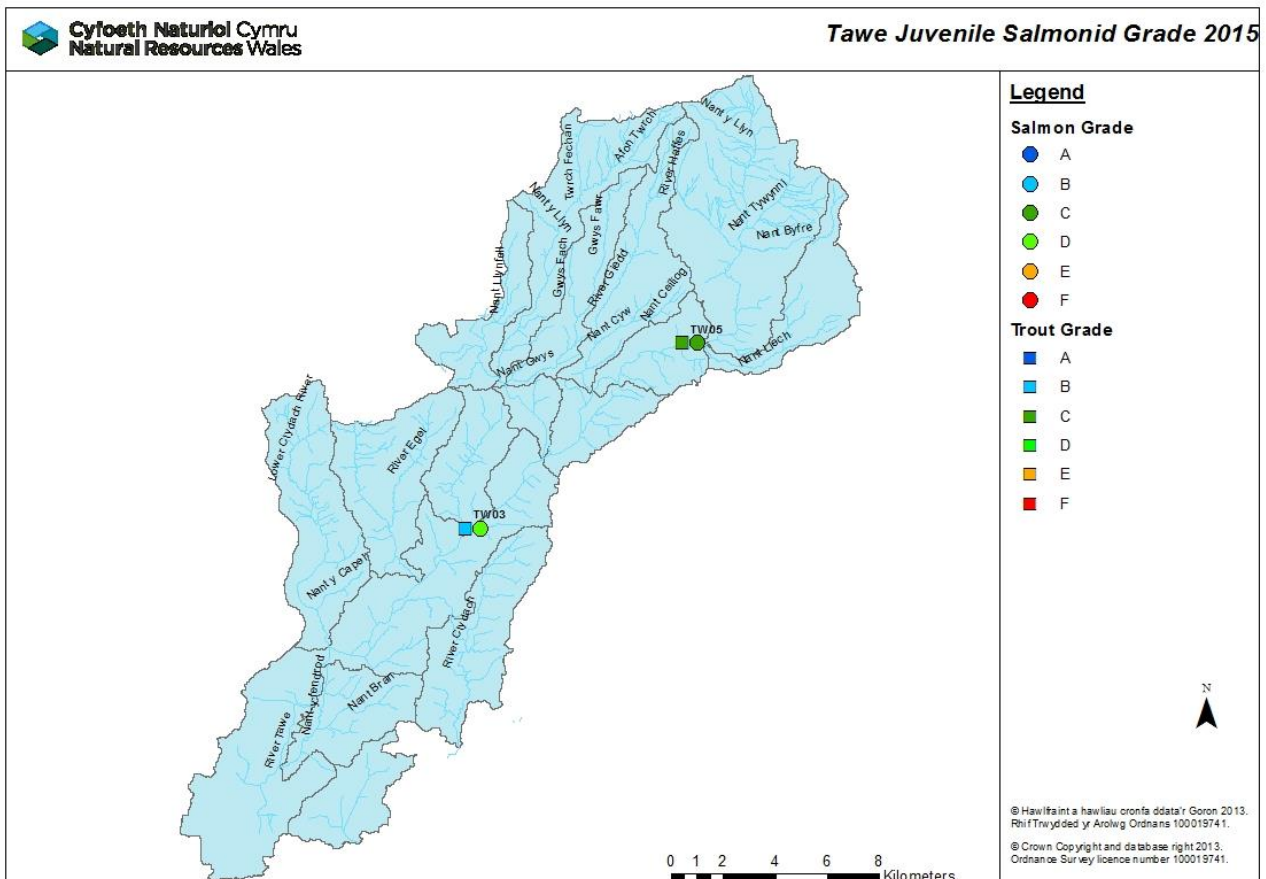 Cyfoeth Naturiol Cymru
Natural Resources Wales
Tawe Juvenile Salmonid Grade 2015
Nant y Llyn
Afon Twrch
Twrch Fechan
River Haffes
Nant y Llyn
Nant Tywynni
Gwys Fawr
Nant Byfre
Nant Llynfell
Gwys Fach
River Giedd
Nant Ceiliog
Nant Cyw
TW05
Nant Llech
Nant Gwys
Lower Clydach River
River Egel
TW03
Nant y Capel
River Clydach
Nant-y-fendrod
Nant Bran
River Tawe
Legend
Salmon Grade
A
B
C
D
E
F
Trout Grade
A
B
C
D
E
F
N
© Hawlfraint a hawliau cronfa ddata'r Goron 2013.
Rhif Trwydded yr Arolwg Ordnans 100019741.
© Crown Copyright and database right 2013.
Ordnance Survey licence number 100019741.
0 1 2 4 6 8
Kilometers